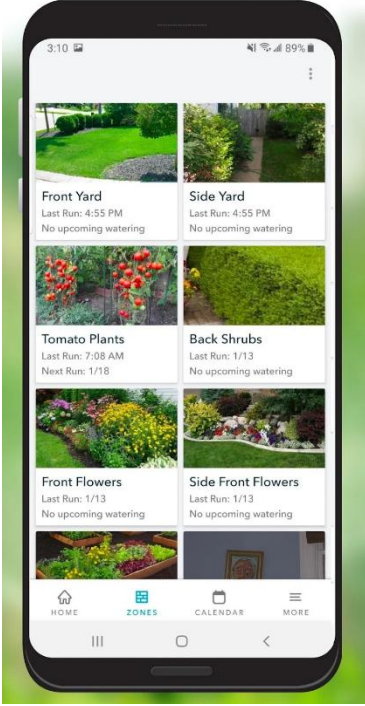 3:10
89%
Front Yard
Last Run: 4:55 PM
No upcoming watering
Side Yard
Last Run: 4:55 PM
No upcoming watering
Tomato Plants
Last Run: 7:08 AM
Next Run: 1/18
Back Shrubs
Last Run: 1/13
No upcoming watering
Front Flowers
Last Run: 1/13
No upcoming watering
Side Front Flowers
Last Run: 1/13
No upcoming watering
HOME
ZONES
CALENDAR
MORE